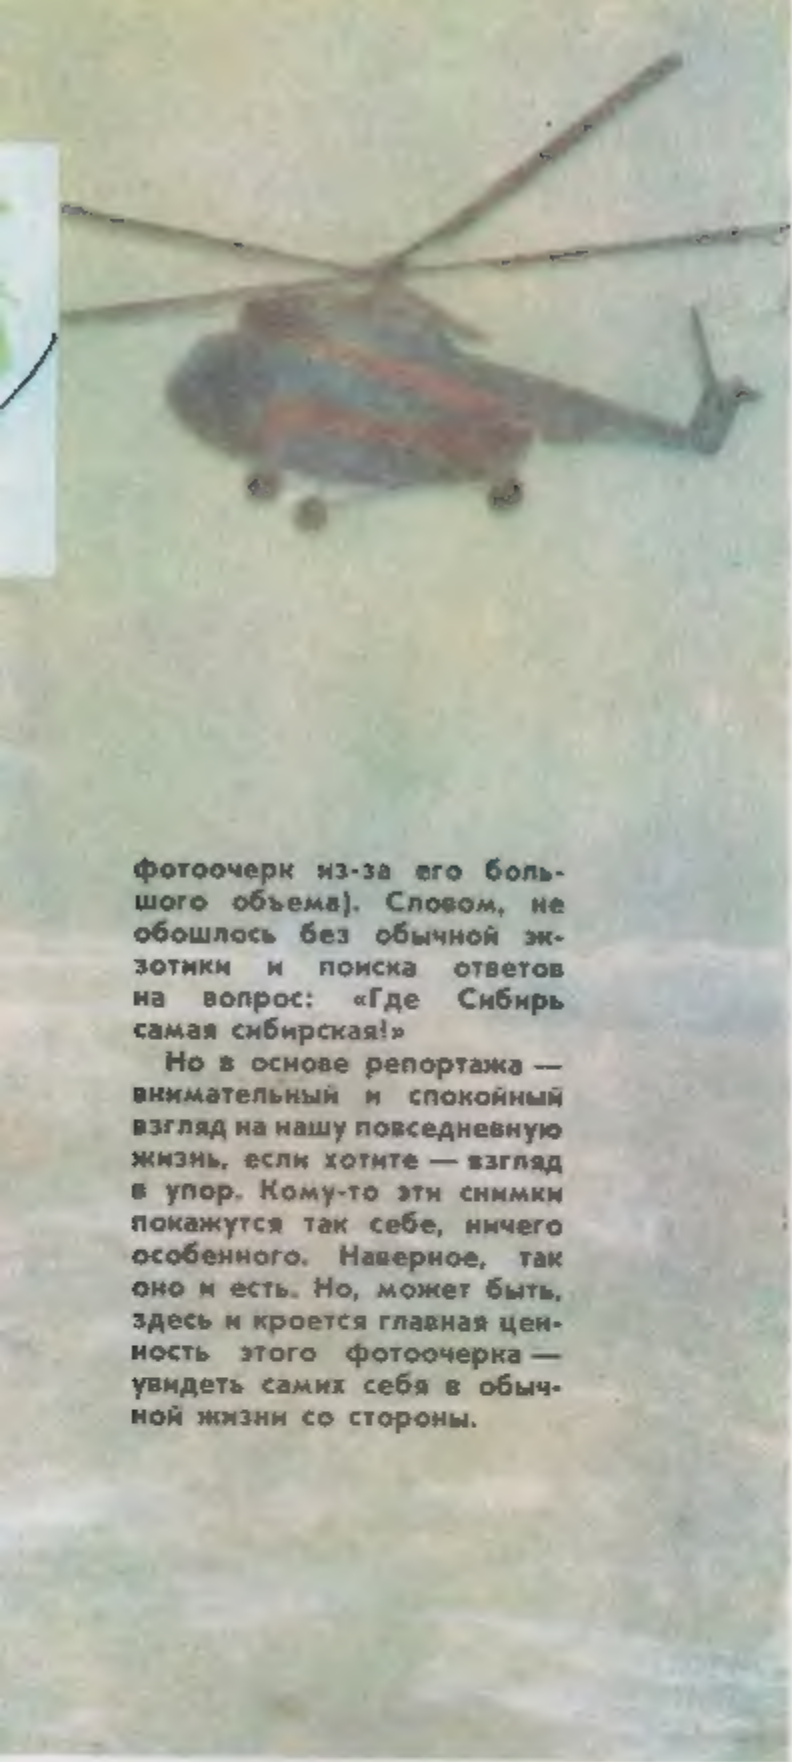 фотоочерк из-за его боль-
шого объема). Словом, не
обошлось без обычной эк-
зотики и поиска ответов
на вопрос: «Где Сибирь
самая сибирская!»
Но в основе репортажа —
внимательный и спокойный
взгляд на нашу повседневную
жизнь, если хотите — взгляд
в упор. Кому-то эти снимки
покажутся так себе, ничего
особенного. Наверное, так
оно и есть. Но, может быть,
здесь и кроется главная цен-
ность этого фотоочерка —
увидеть самих себя в обыч-
ной жизни со стороны.